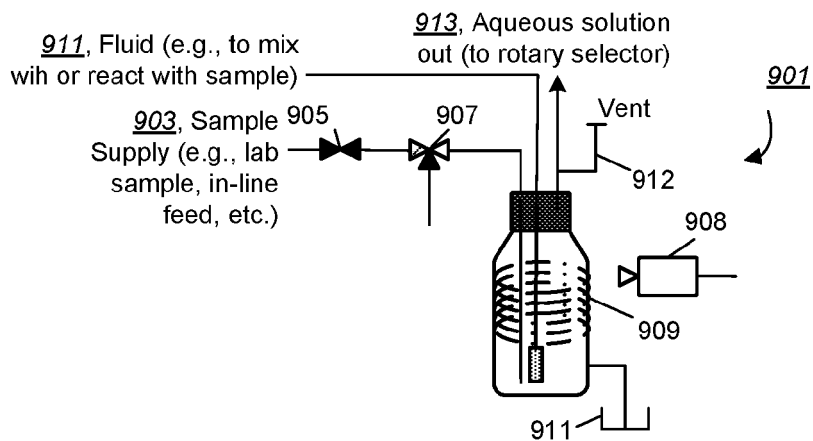 911, Fluid (e.g., to mix
wih or react with sample)
913, Aqueous solution
out (to rotary selector)
901
903, Sample
Supply (e.g., lab
sample, in-line
feed, etc.)
905
907
Vent
912
908
909
911